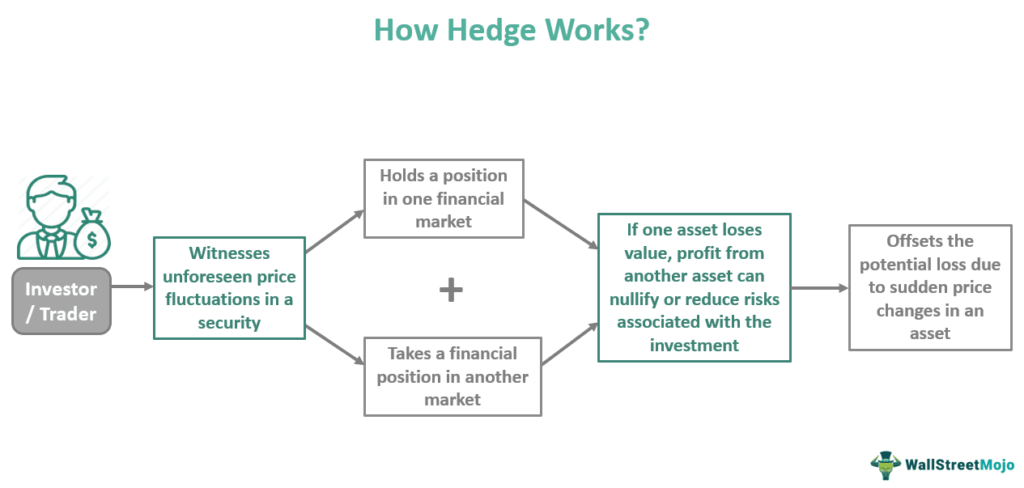 How Hedge Works?
Investor
/ Trader
$
Witnesses
unforeseen price
fluctuations in a
security
Holds a position
in one financial
market
+
Takes a financial
position in another
market
If one asset loses
value, profit from
another asset can
nullify or reduce risks
associated with the
investment
Offsets the
potential loss due
to sudden price
changes in an
asset
WallStreetMojo